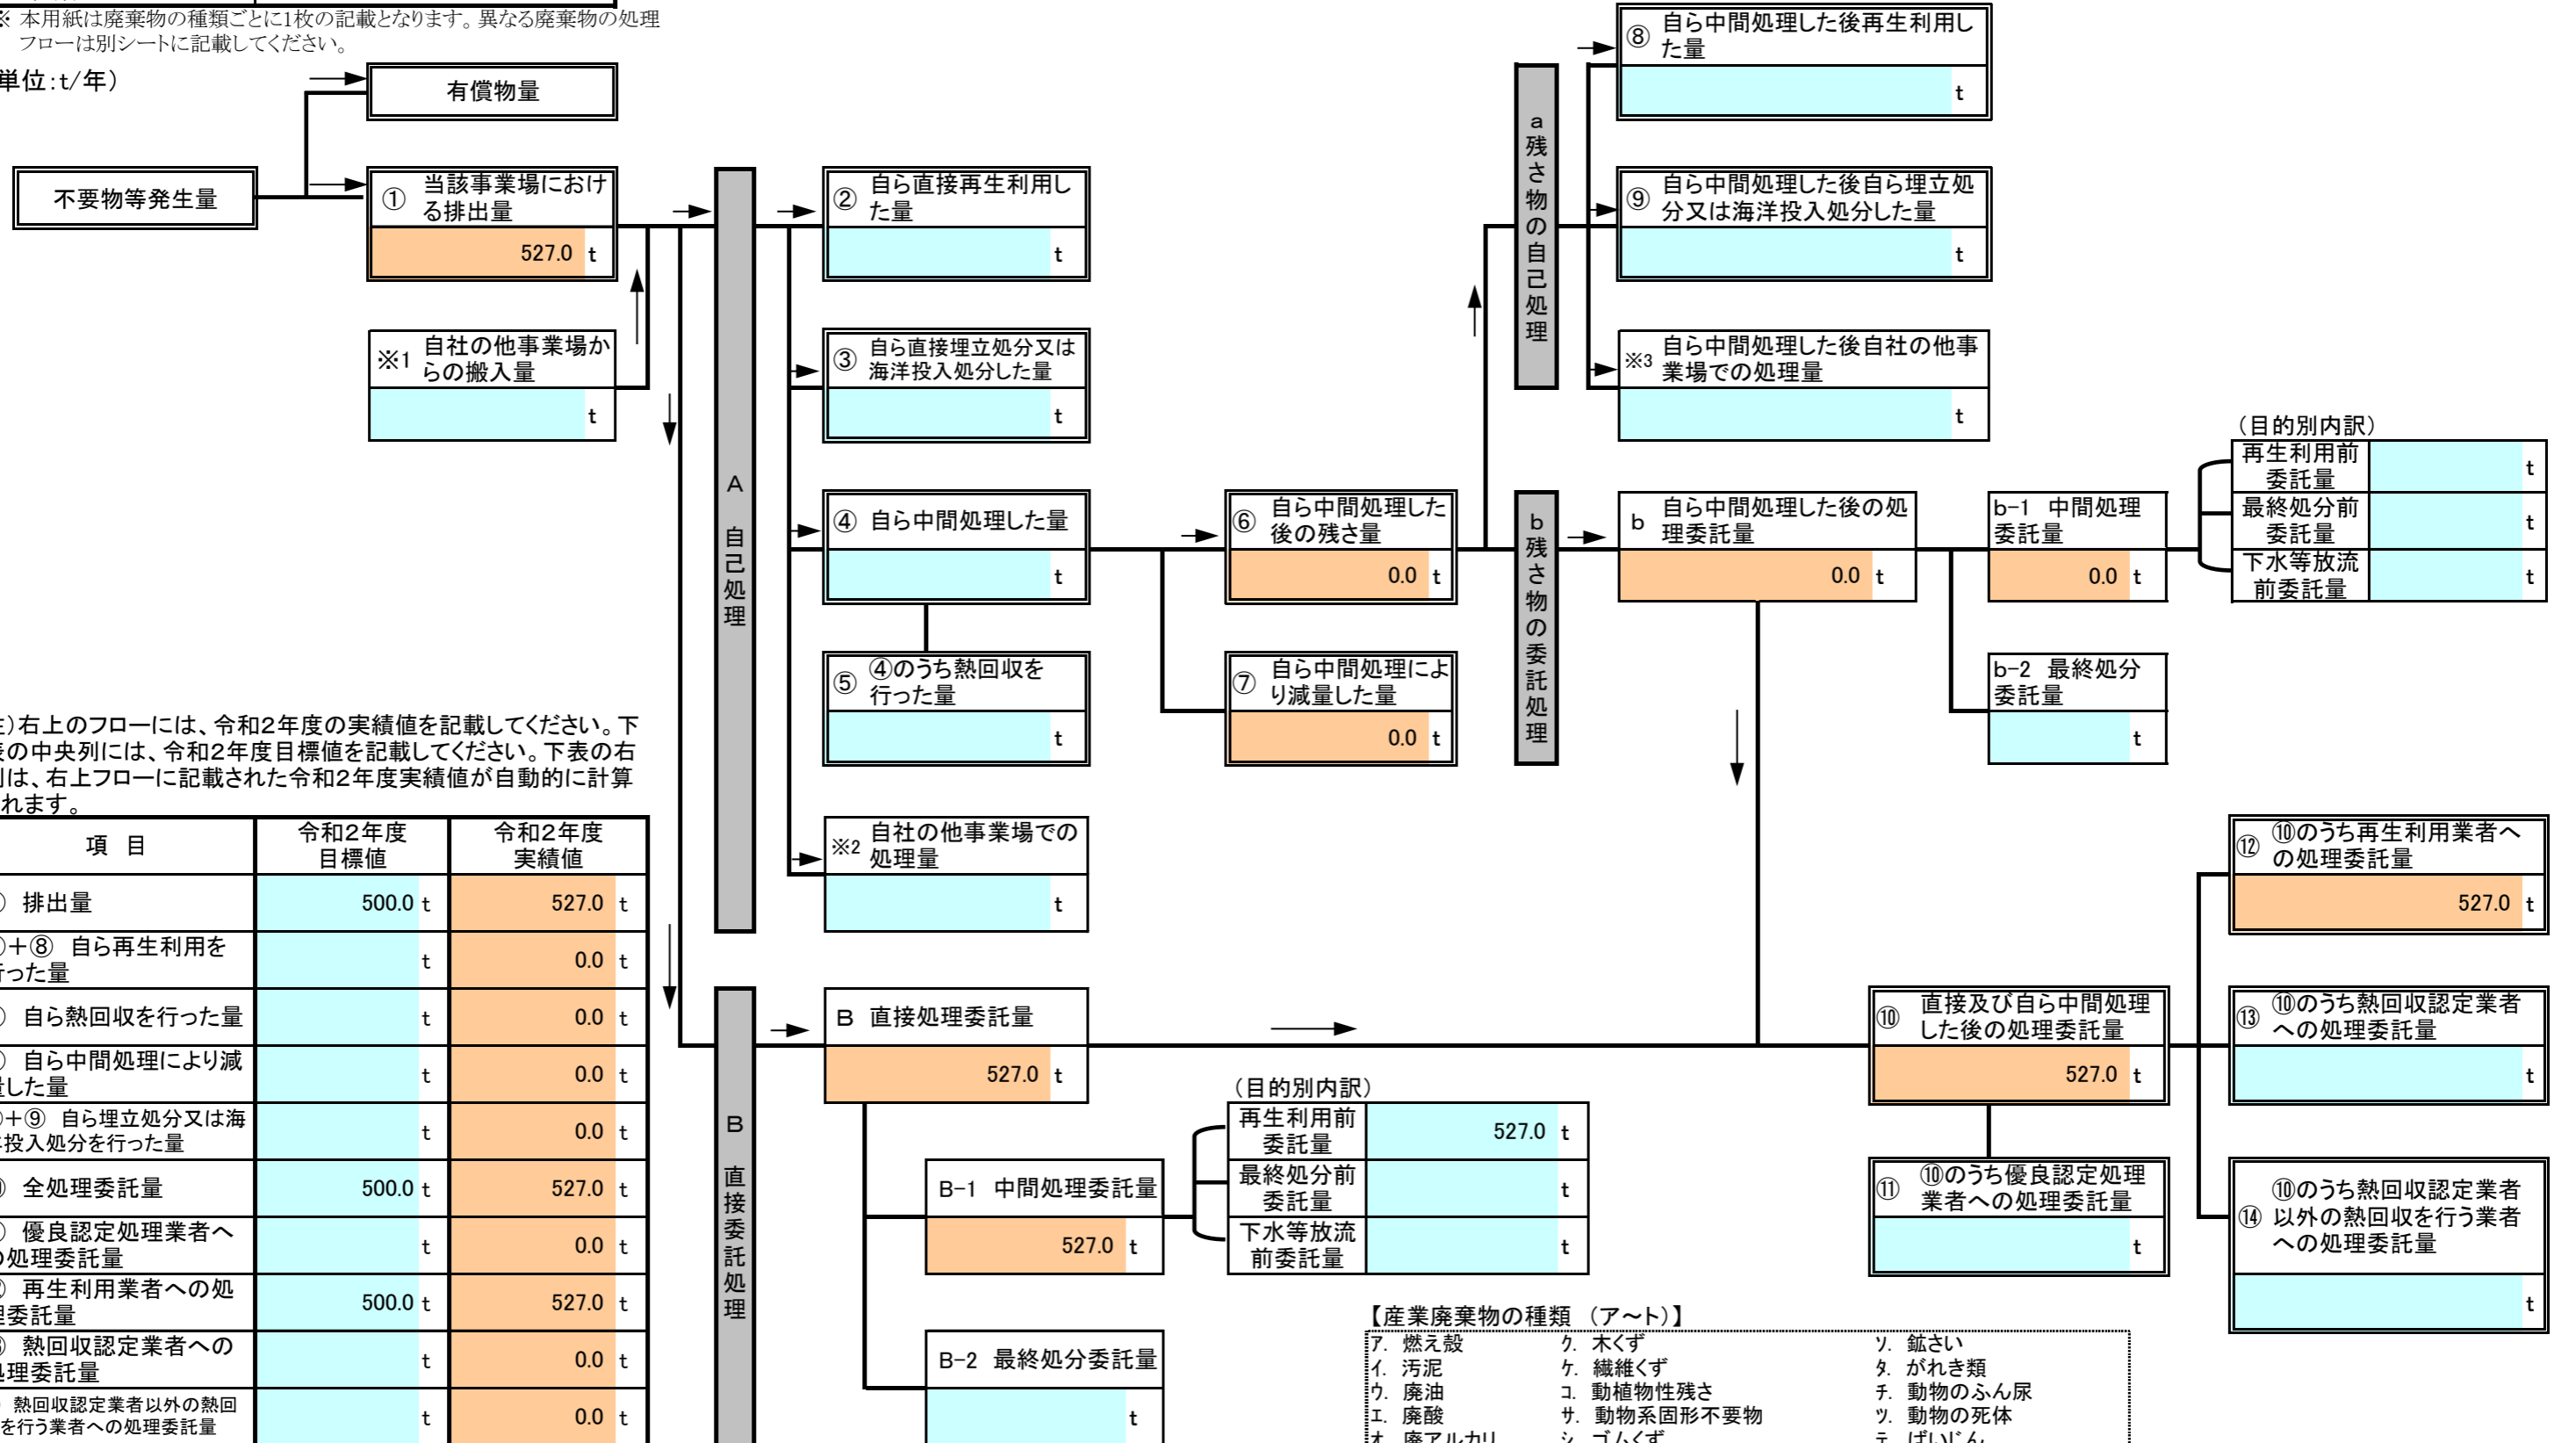 ※ 本用紙は廃棄物の種類ごとに1枚の記載となります。異なる廃棄物の処理
フローは別シートに記載してください。
単位:t/年)
有償物量
不要物等発生量
① 当該事業場におけ
る排出量
527.0 t
※1 自社の他事業場か
らの搬入量
t
A 自己処理
② 自ら直接再生利用し
た量
t
③ 自ら直接埋立処分又は
海洋投入処分した量
t
④ 自ら中間処理した量
t
⑤ ④のうち熱回収を
行った量
t
※2 自社の他事業場での
処理量
t
⑥ 自ら中間処理した
後の残さ量
0.0 t
⑦ 自ら中間処理によ
り減量した量
0.0 t
a残さ物の自己処理
⑧ 自ら中間処理した後再生利用し
た量
t
⑨ 自ら中間処理した後自ら埋立処
分又は海洋投入処分した量
t
※3 自ら中間処理した後自社の他事
業場での処理量
t
b残さ物の委託処理
b 自ら中間処理した後の処
理委託量
0.0 t
b-1 中間処理
委託量
0.0 t
b-2 最終処分
委託量
t
(目的別内訳)
再生利用前
委託量
t
最終処分前
委託量
t
下水等放流
前委託量
t
)右上のフローには、令和2年度の実績値を記載してください。下
表の中央列には、令和2年度目標値を記載してください。下表の右
列は、右上フローに記載された令和2年度実績値が自動的に計算
れます。
項 目
令和2年度
目標値
令和2年度
実績値
排出量 500.0 t 527.0 t
+⑧ 自ら再生利用を
行った量
t 0.0 t
自ら熱回収を行った量 t 0.0 t
自ら中間処理により減
量した量
t 0.0 t
+⑨ 自ら埋立処分又は海
洋投入処分を行った量
t 0.0 t
全処理委託量 500.0 t 527.0 t
優良認定処理業者へ
の処理委託量
t 0.0 t
再生利用業者への処
理委託量
500.0 t 527.0 t
熱回収認定業者への
処理委託量
t 0.0 t
熱回収認定業者以外の熱回
を行う業者への処理委託量
t 0.0 t
B 直接委託処理
B 直接処理委託量
527.0 t
B-1 中間処理委託量
527.0 t
B-2 最終処分委託量
t
(目的別内訳)
再生利用前
委託量
527.0 t
最終処分前
委託量
t
下水等放流
前委託量
t
⑩ 直接及び自ら中間処理
した後の処理委託量
527.0 t
⑪ ⑩のうち優良認定処理
業者への処理委託量
t
⑫ ⑩のうち再生利用業者へ
の処理委託量
527.0 t
⑬ ⑩のうち熱回収認定業者
への処理委託量
t
⑭ ⑩のうち熱回収認定業者
以外の熱回収を行う業者
への処理委託量
t
【産業廃棄物の種類 (ア~ト)】
ア. 燃え殻 ク. 木くず ソ. 鉱さい
イ. 汚泥 ケ. 繊維くず タ. がれき類
ウ. 廃油 コ. 動植物性残さ チ. 動物のふん尿
エ. 廃酸 サ. 動物系固形不要物 ツ. 動物の死体
オ. 廃アルカリ シ. ゴムくず テ. ばいじん